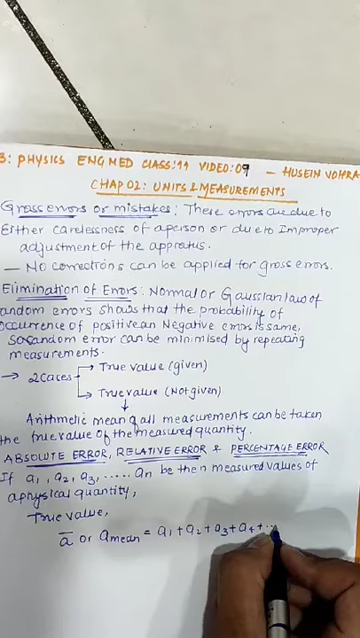 3: PHYSICS ENG MED CLASS:11 VIDEO:09 - HUSEIN VOHRA
CHAP 02: UNITS & MEASUREMENTS
Gross errors or mistakes: These errors are due to
Either carelessness of a person or due to Improper
adjustment of the appratus.
— No corrections can be applied for gross errors.
Elimination of Errors: Normal or Gaussian law of
random errors shows that the probability of
occurrence of positive an Negative error is same,
so random error can be minimised by repeating
measurements.
→ 2 cases → True value (given)
→ True value (Not given)
↓
Arithmetic mean of all measurements can be taken
the true value of the measured quantity.
ABSOLUTE ERROR, RELATIVE ERROR & PERCENTAGE ERROR
If a₁, a₂, a₃, ..... aₙ be the n measured values of
a physical quantity,
True value,
a̅ or a mean = a₁ + a₂ + a₃ + a₄ + ...